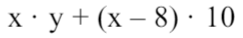 x · y + (x – 8) · 10